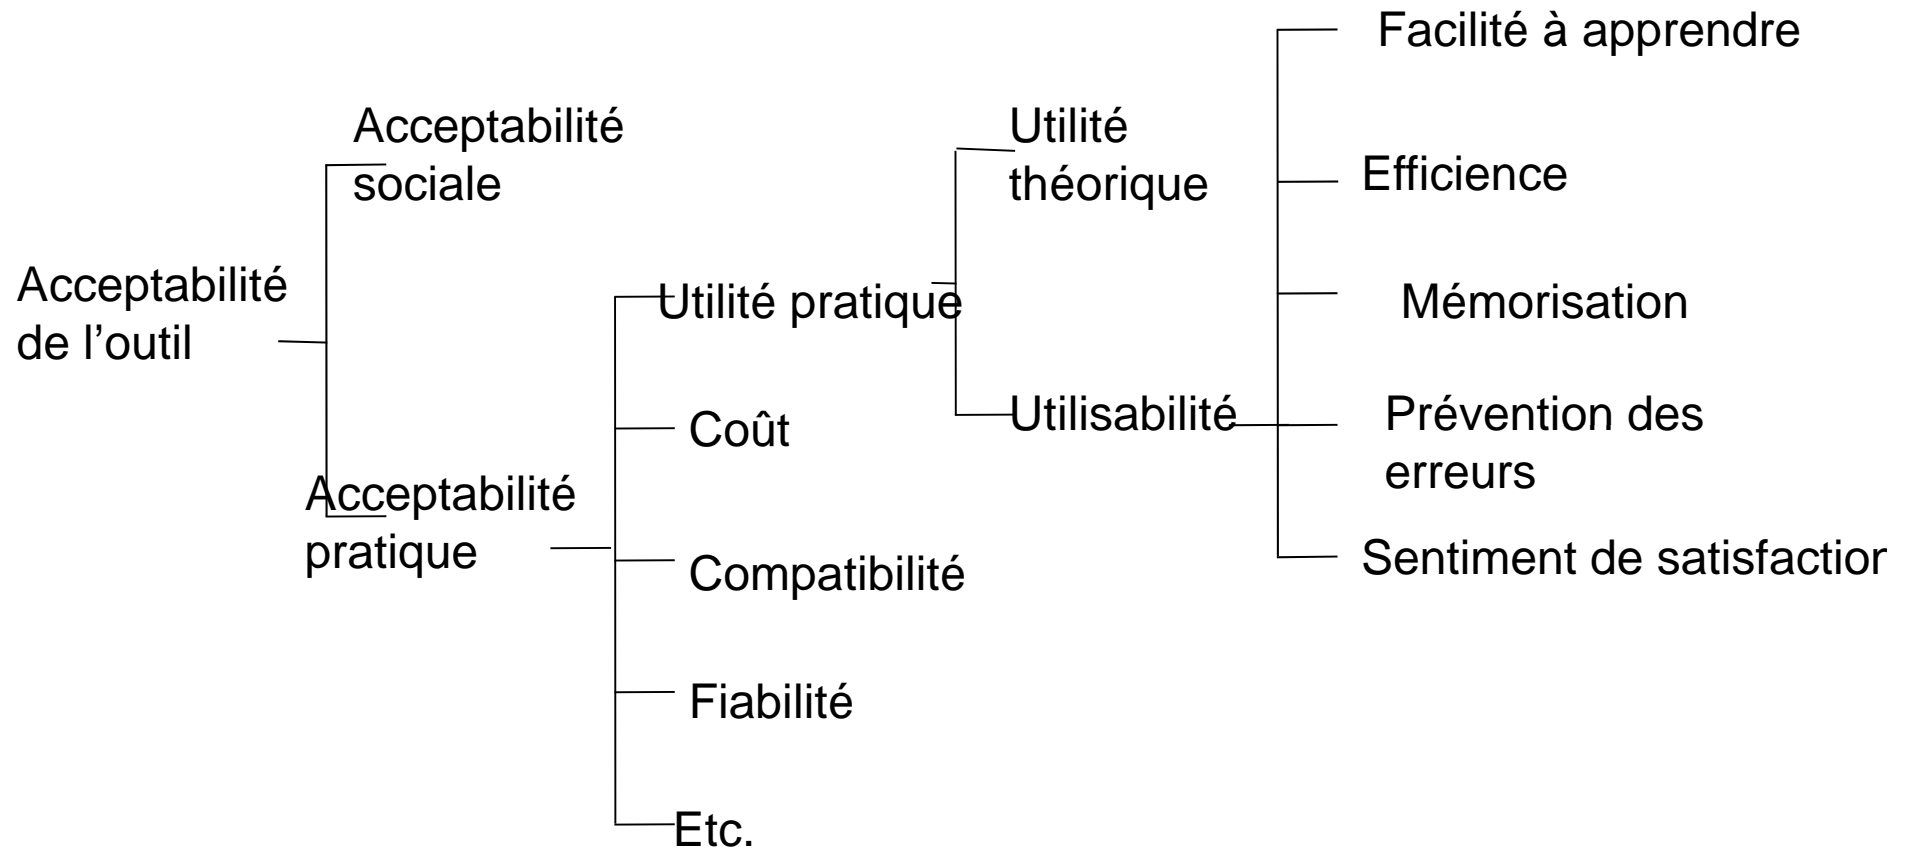 Acceptabilité
de l’outil
Acceptabilité
sociale
Acceptabilité
pratique
Utilité pratique
Coût
Compatibilité
Fiabilité
Etc.
Utilité
théorique
Utilisabilité
Facilité à apprendre
Efficience
Mémorisation
Prévention des
erreurs
Sentiment de satisfaction